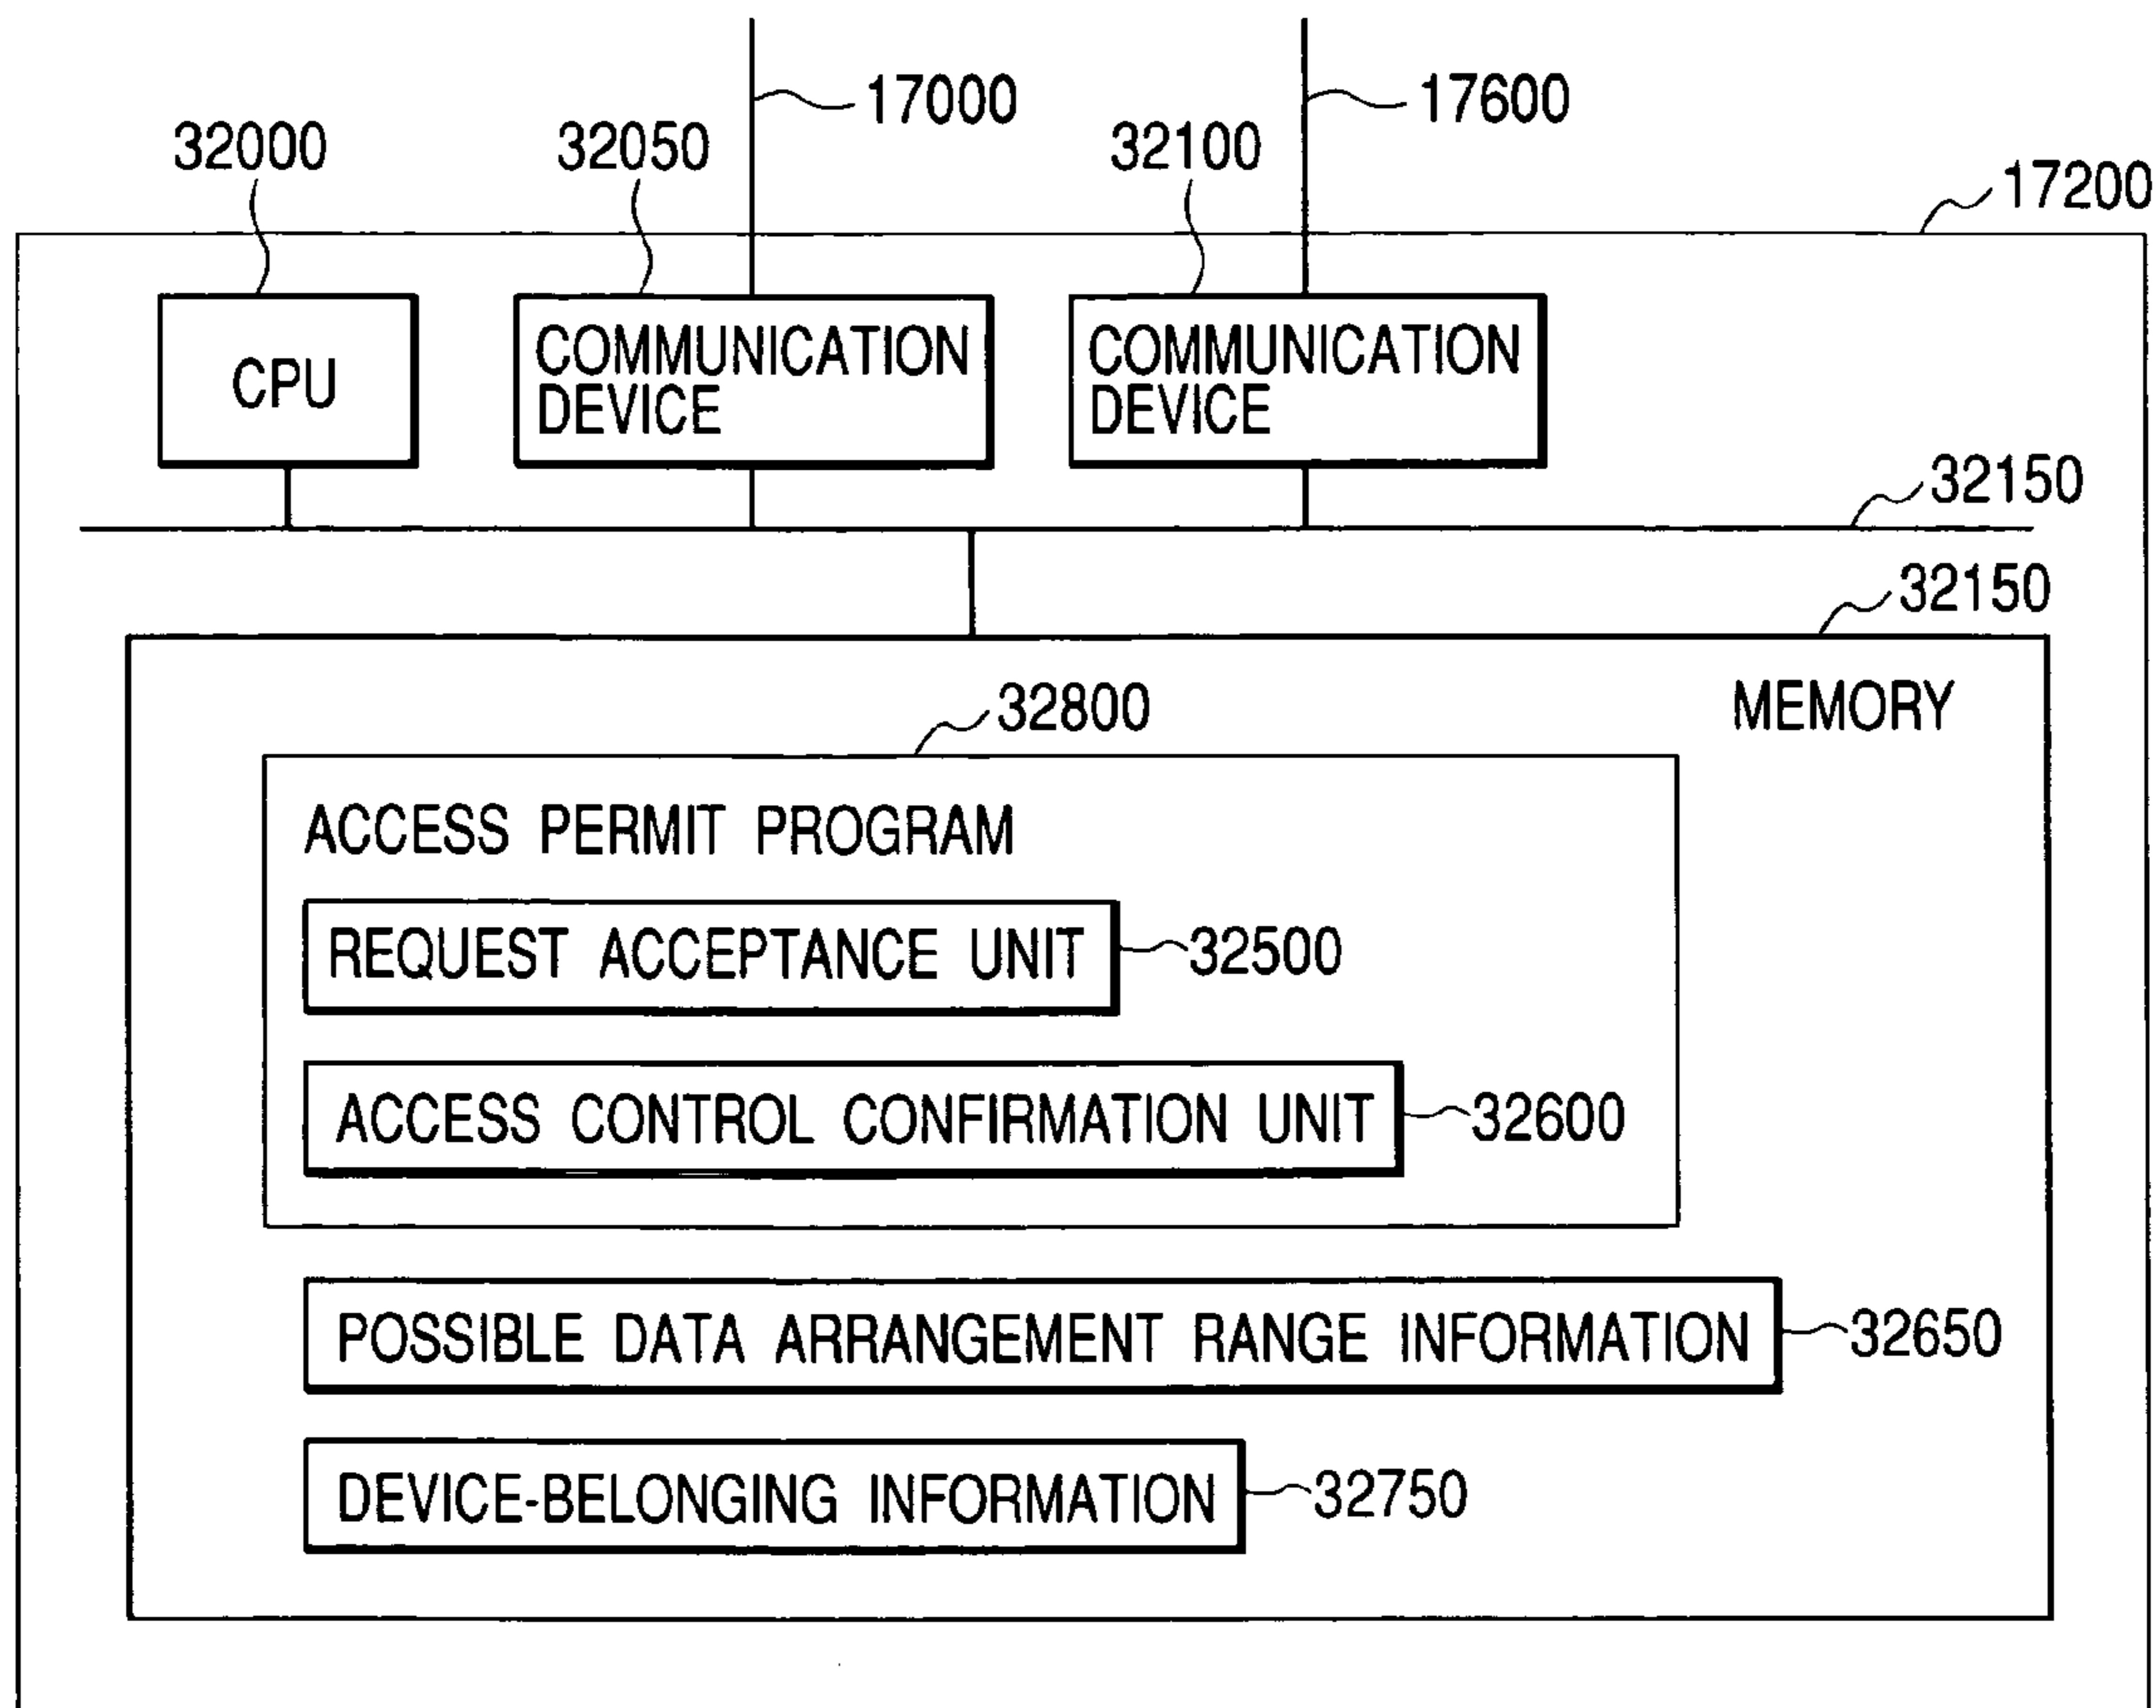 17000
17600
32000
32050
32100
17200
CPU
COMMUNICATION
DEVICE
COMMUNICATION
DEVICE
32150
32150
MEMORY
32800
ACCESS PERMIT PROGRAM
REQUEST ACCEPTANCE UNIT
32500
ACCESS CONTROL CONFIRMATION UNIT
32600
POSSIBLE DATA ARRANGEMENT RANGE INFORMATION
32650
DEVICE-BELONGING INFORMATION
32750